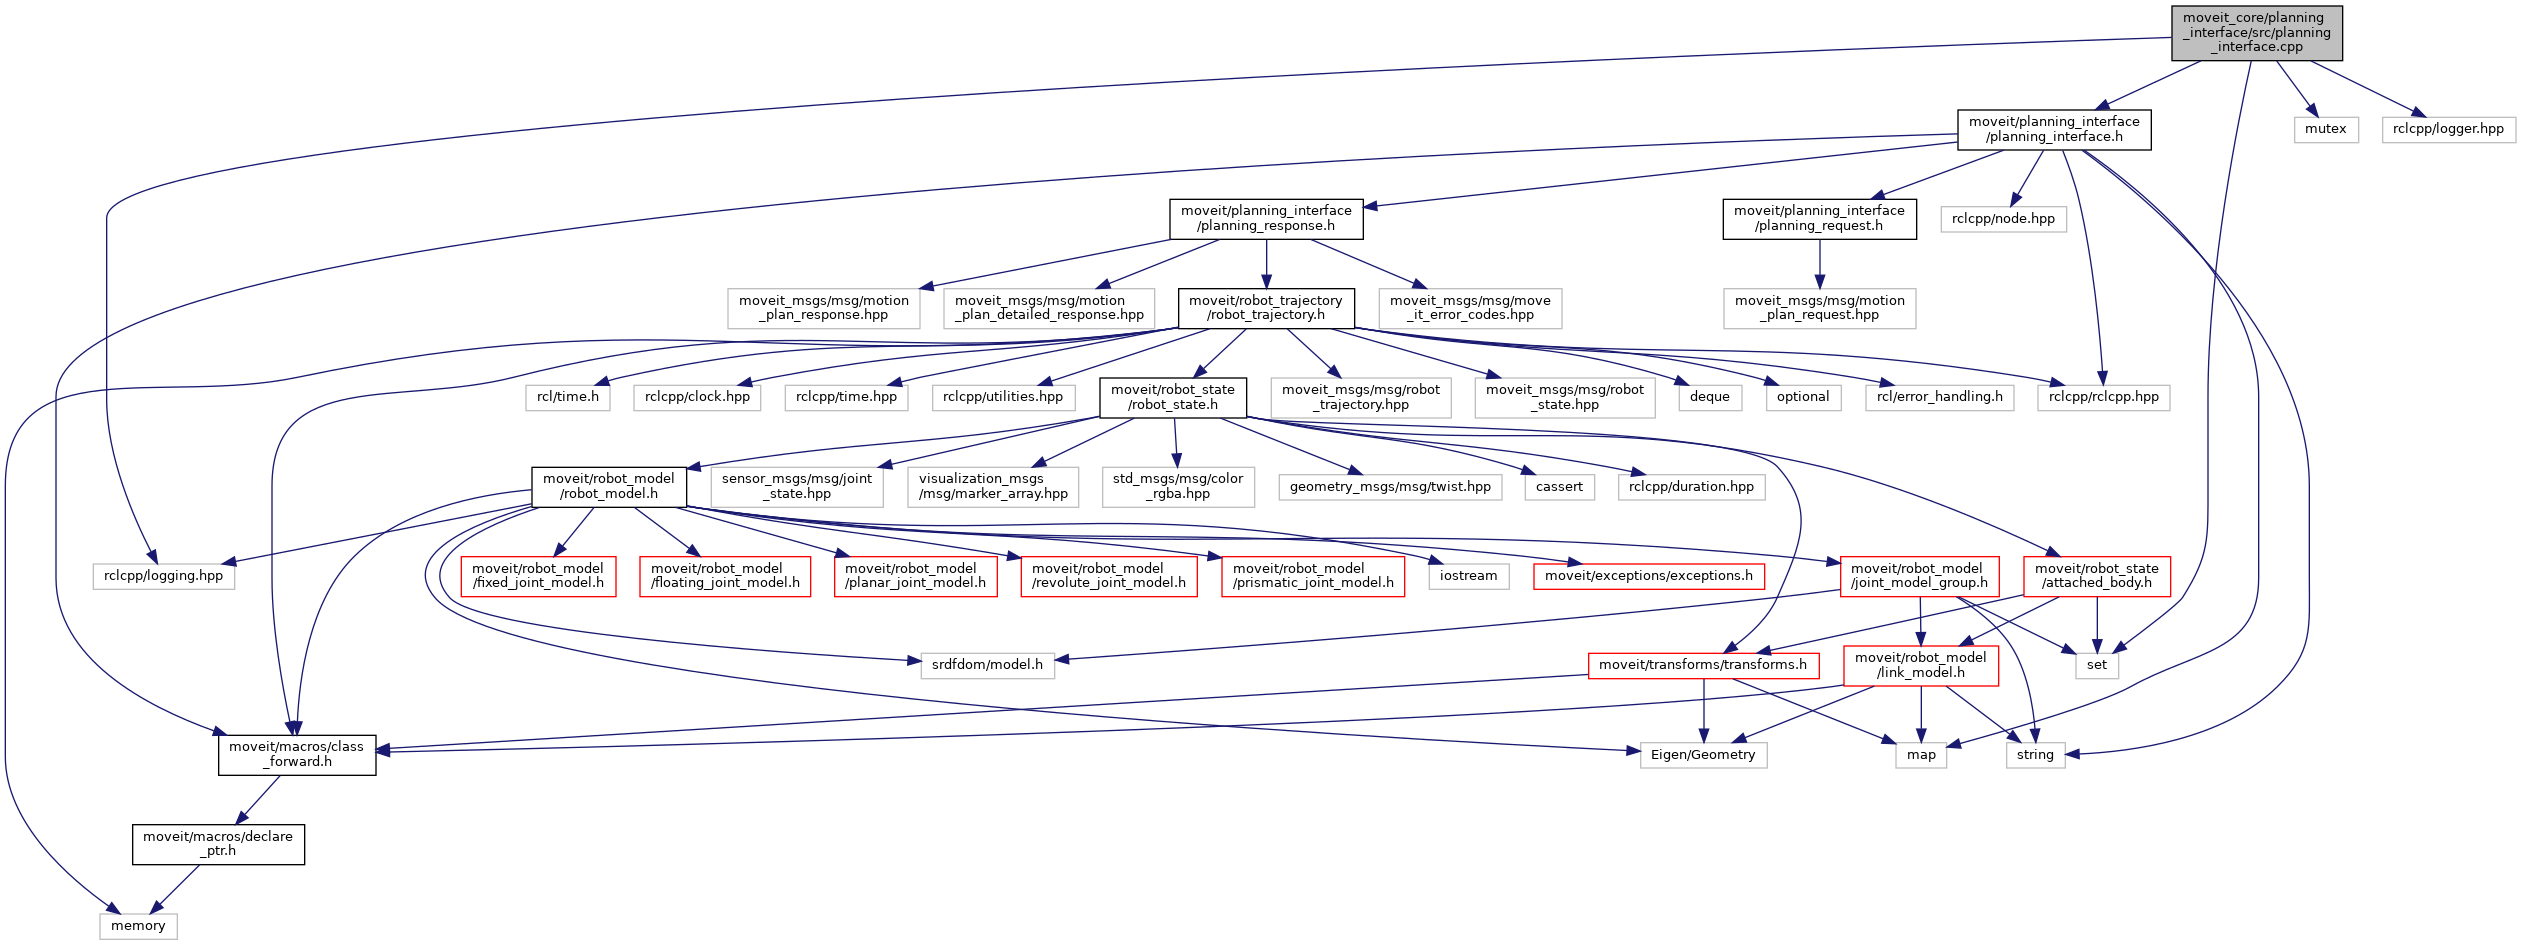 moveit_core/planning
_interface/src/planning
_interface.cpp
moveit/planning_interface
/planning_interface.h
mutex
rclcpp/logger.hpp
moveit/planning_interface
/planning_response.h
moveit/planning_interface
/planning_request.h
rclcpp/node.hpp
moveit_msgs/msg/motion
_plan_response.hpp
moveit_msgs/msg/motion
_plan_detailed_response.hpp
moveit/robot_trajectory
/robot_trajectory.h
moveit_msgs/msg/move
_it_error_codes.hpp
moveit_msgs/msg/motion
_plan_request.hpp
rcl/time.h
rclcpp/clock.hpp
rclcpp/time.hpp
rclcpp/utilities.hpp
moveit/robot_state
/robot_state.h
moveit_msgs/msg/robot
_trajectory.hpp
moveit_msgs/msg/robot
_state.hpp
deque
optional
rcl/error_handling.h
rclcpp/rclcpp.hpp
moveit/robot_model
/robot_model.h
sensor_msgs/msg/joint
_state.hpp
visualization_msgs
/msg/marker_array.hpp
std_msgs/msg/color
_rgba.hpp
geometry_msgs/msg/twist.hpp
cassert
rclcpp/duration.hpp
rclcpp/logging.hpp
moveit/robot_model
/fixed_joint_model.h
moveit/robot_model
/floating_joint_model.h
moveit/robot_model
/planar_joint_model.h
moveit/robot_model
/revolute_joint_model.h
moveit/robot_model
/prismatic_joint_model.h
iostream
moveit/exceptions/exceptions.h
moveit/robot_model
/joint_model_group.h
moveit/robot_state
/attached_body.h
srdfdom/model.h
moveit/transforms/transforms.h
moveit/robot_model
/link_model.h
set
moveit/macros/class
_forward.h
Eigen/Geometry
map
string
moveit/macros/declare
_ptr.h
memory